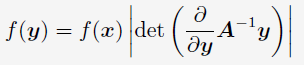 f(y) = f(x) |det (∂/∂y A⁻¹y)|